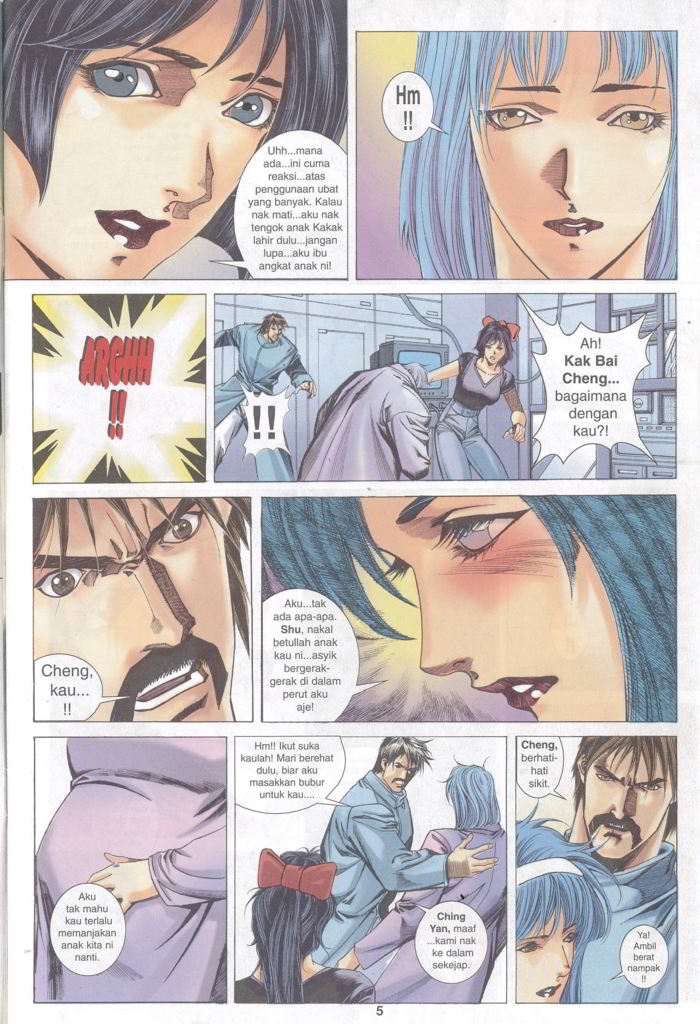 Uhh...mana
ada...ini cuma
reaksi...atas
penggunaan ubat
yang banyak. Kalau
nak mati...aku nak
tengok anak Kakak
lahir dulu...jangan
lupa...aku ibu
angkat anak ni!
Hm
!!
ARGHH
!!
!!
Ah!
Kak Bai
Cheng...
bagaimana
dengan
kau?!
Cheng,
kau...
!!
Aku...tak
ada apa-apa.
Shu, nakal
betullah anak
kau ni...asyik
bergerak-
gerak di dalam
perut aku
aje!
Aku
tak mahu
kau terlalu
memanjakan
anak kita ni
nanti.
Hm!! Ikut suka
kaulah! Mari berehat
dulu, biar aku
masakkan bubur
untuk kau....
Ching
Yan, maaf
...kami nak
ke dalam
sekejap.
Cheng,
berhati-
hati
sikit.
Ya!
Ambil
berat
nampak
!!
5